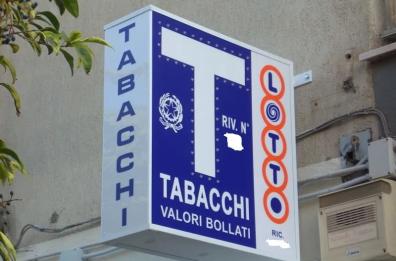 TABACCHI
T
RIV. N°
TABACCHI
VALORI BOLLATI
LOTTO
RIC.